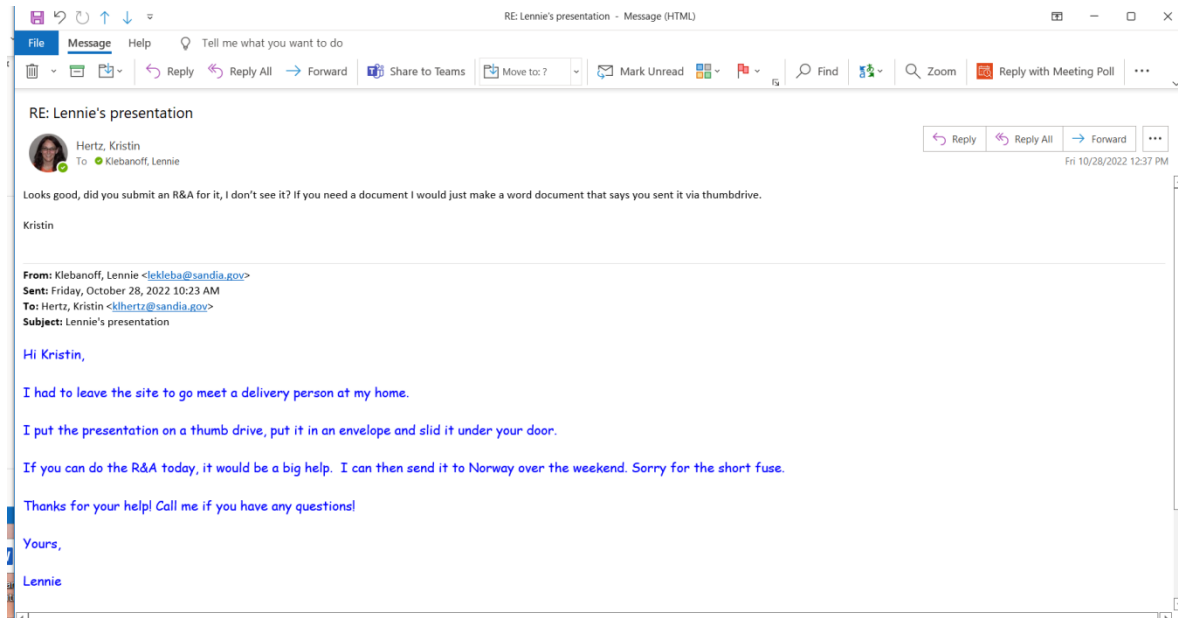 RE: Lennie's presentation - Message (HTML)
File Message Help Tell me what you want to do
Reply Reply All Forward Share to Teams Move to: ? Mark Unread Find Zoom Reply with Meeting Poll
RE: Lennie's presentation
Hertz, Kristin
To Klebanoff, Lennie
Reply Reply All Forward
Fri 10/28/2022 12:37 PM
Looks good, did you submit an R&A for it, I don't see it? If you need a document I would just make a word document that says you sent it via thumbdrive.
Kristin
From: Klebanoff, Lennie <lekleba@sandia.gov>
Sent: Friday, October 28, 2022 10:23 AM
To: Hertz, Kristin <klhertz@sandia.gov>
Subject: Lennie's presentation
Hi Kristin,
I had to leave the site to go meet a delivery person at my home.
I put the presentation on a thumb drive, put it in an envelope and slid it under your door.
If you can do the R&A today, it would be a big help. I can then send it to Norway over the weekend. Sorry for the short fuse.
Thanks for your help! Call me if you have any questions!
Yours,
Lennie